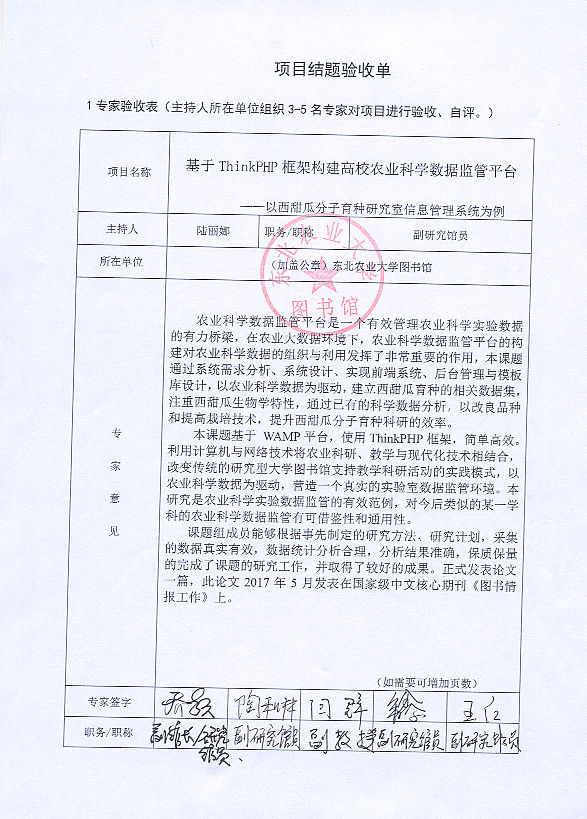 项目结题验收单
1 专家验收表（主持人所在单位组织 3-5 名专家对项目进行验收、自评。）
项目名称
基于 ThinkPHP 框架构建高校农业科学数据监管平台
——以西甜瓜分子育种研究室信息管理系统为例
主持人 陆丽娜 职务/职称 副研究馆员
所在单位 （加盖公章）东北农业大学图书馆
东北农业大学
图书馆
专家意见
农业科学数据监管平台是一个有效管理农业科学实验数据
的有力桥梁，在农业大数据环境下，农业科学数据监管平台的构
建对农业科学数据的组织与利用发挥了非常重要的作用，本课题
通过系统需求分析、系统设计、实现前端系统、后台管理与模板
库设计，以农业科学数据为驱动，建立西甜瓜育种的相关数据集，
注重西甜瓜生物学特性，通过已有的科学数据分析，以改良品种
和提高栽培技术，提升西甜瓜分子育种科研的效率。
本课题基于 WAMP 平台，使用 ThinkPHP 框架，简单高效。
利用计算机与网络技术将农业科研、教学与现代化技术相结合，
改变传统的研究型大学图书馆支持教学科研活动的实践模式，以
农业科学数据为驱动，营造一个真实的实验室数据监管环境。本
研究是农业科学实验数据监管的有效范例，对今后类似的某一学
科的农业科学数据监管有可借鉴性和通用性。
课题组成员能够根据事先制定的研究方法、研究计划，采集
的数据真实有效，数据统计分析合理，分析结果准确，保质保量
的完成了课题的研究工作，并取得了较好的成果。正式发表论文
一篇，此论文 2017 年 5 月发表在国家级中文核心期刊《图书情
报工作》上。
（如需要可增加页数）
专家签字 陶和祥 王仁
职务/职称 副研究馆员 副教授 副研究馆员 副研究馆员